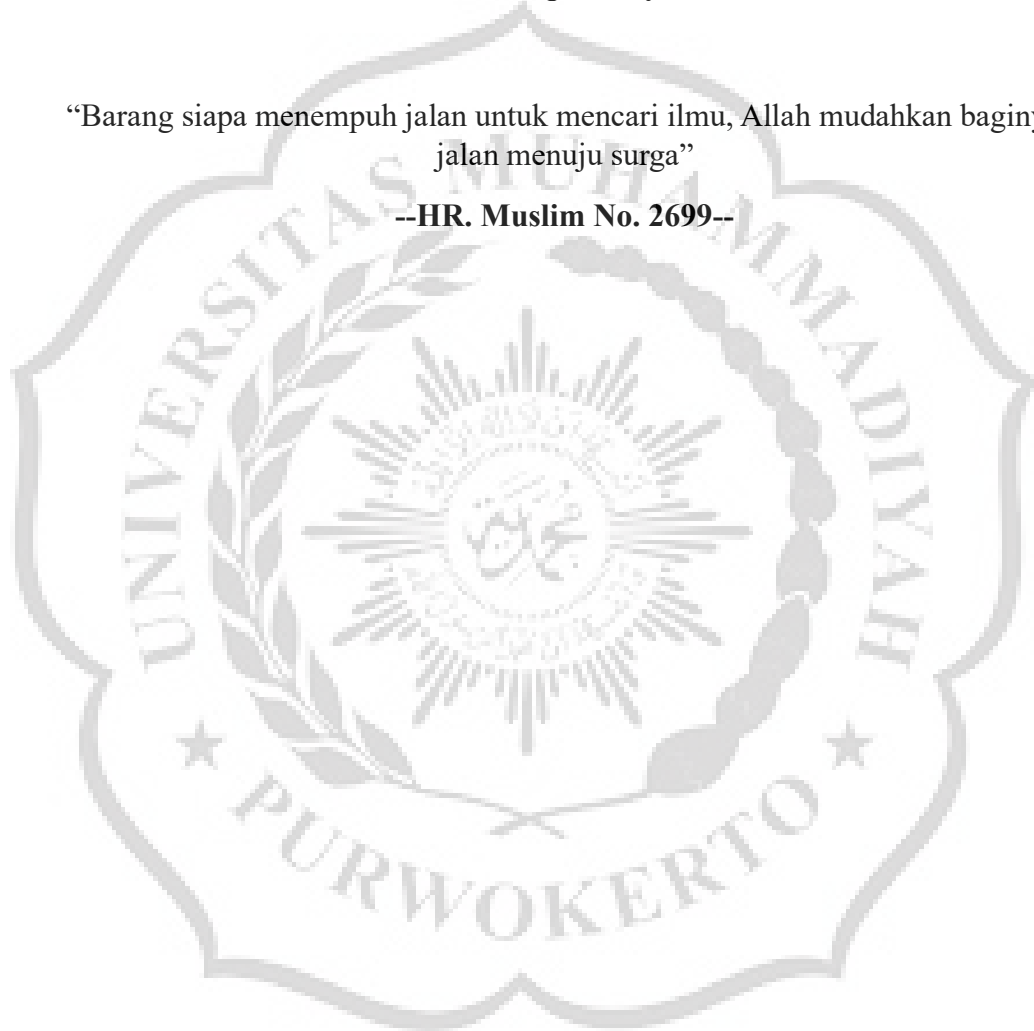 “Barang siapa menempuh jalan untuk mencari ilmu, Allah mudahkan
jalan menuju surga”
--HR. Muslim No. 2699--
UNIVERSITAS MUHAMMADIYAH
PURWOKERTO